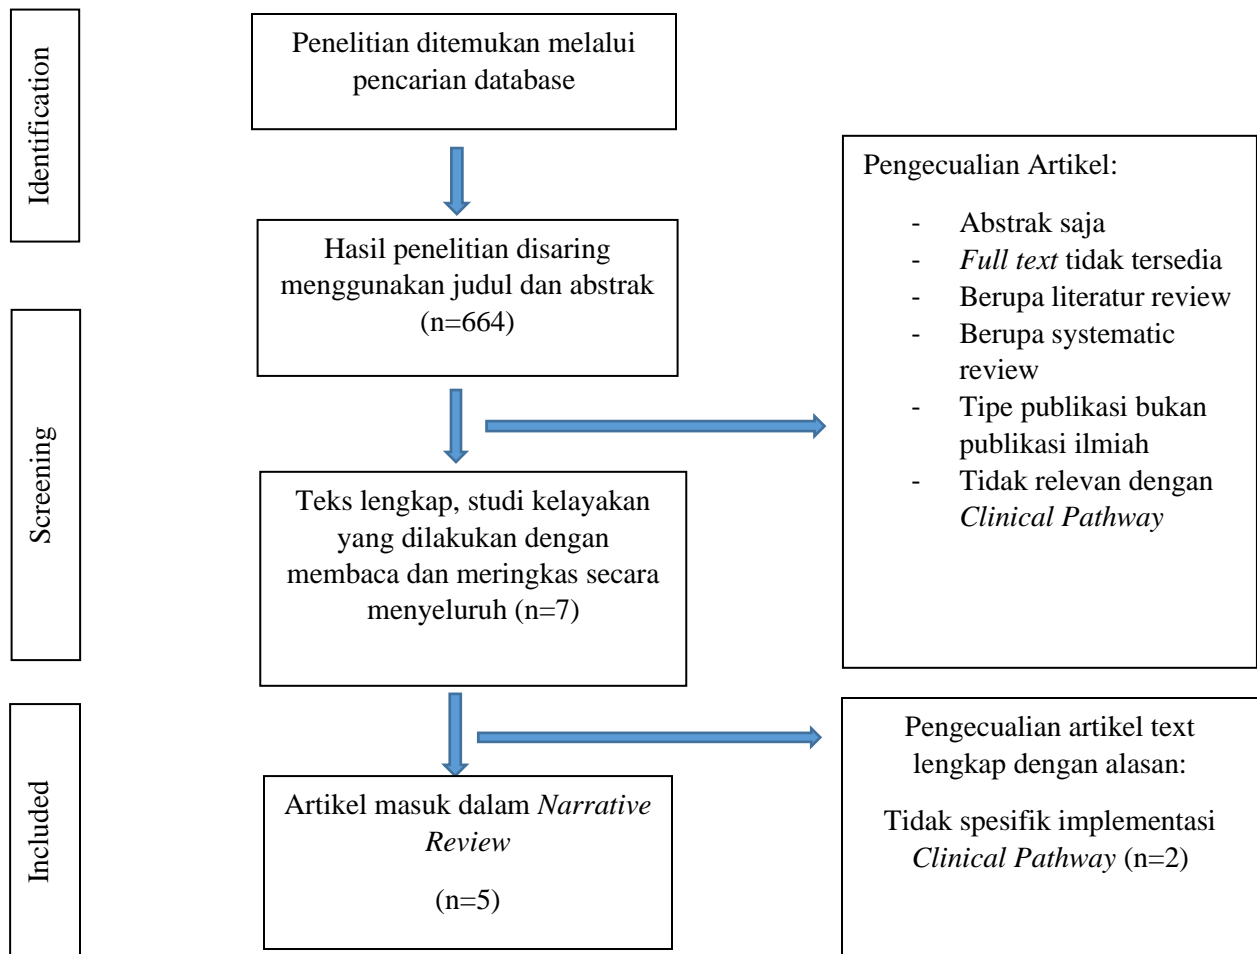 Identification
Penelitian ditemukan melalui
pencarian database
Hasil penelitian disaring
menggunakan judul dan abstrak
(n=664)
Pengecualian Artikel:
- Abstrak saja
- Full text tidak tersedia
- Berupa literatur review
- Berupa systematic
review
- Tipe publikasi bukan
publikasi ilmiah
- Tidak relevan dengan
Clinical Pathway
Screening
Teks lengkap, studi kelayakan
yang dilakukan dengan
membaca dan meringkas secara
menyeluruh (n=7)
Included
Artikel masuk dalam Narrative
Review
(n=5)
Pengecualian artikel text
lengkap dengan alasan:
Tidak spesifik implementasi
Clinical Pathway (n=2)